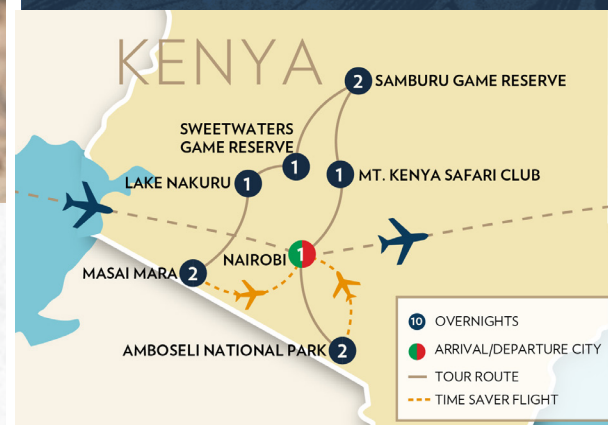 KENYA
2 SAMBURU GAME RESERVE
SWEETWATERS
GAME RESERVE 1
LAKE NAKURU 1
1 MT. KENYA SAFARI CLUB
NAIROBI 1
MASAI MARA 2
AMBOSELI NATIONAL PARK 2
10 OVERNIGHTS
ARRIVAL/DEPARTURE CITY
TOUR ROUTE
TIME SAVER FLIGHT